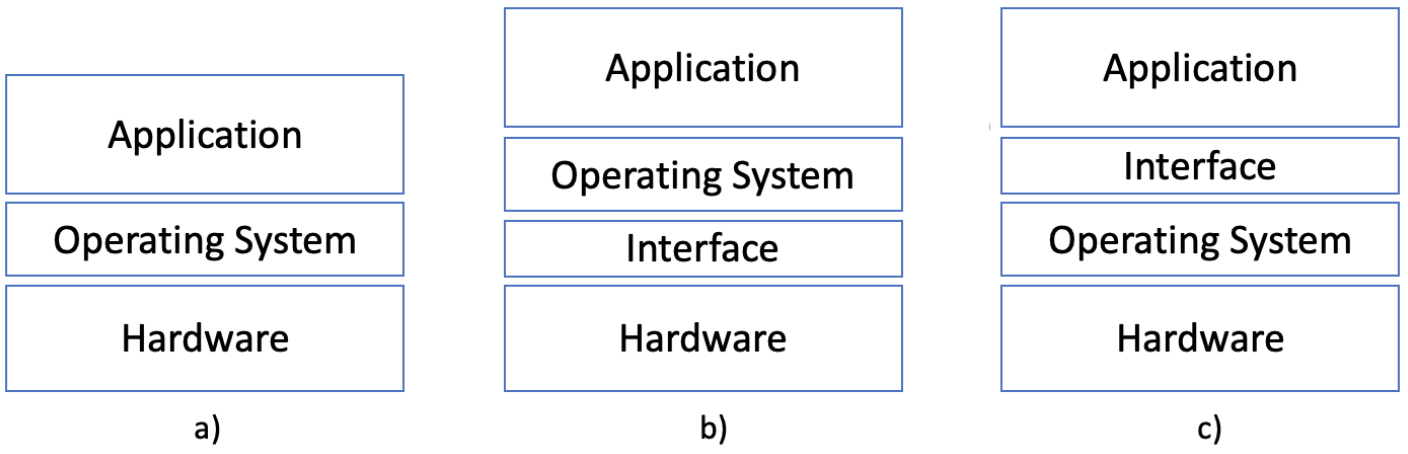 Application
Operating System
Hardware
a)
Application
Operating System
Interface
Hardware
b)
Application
Interface
Operating System
Hardware
c)